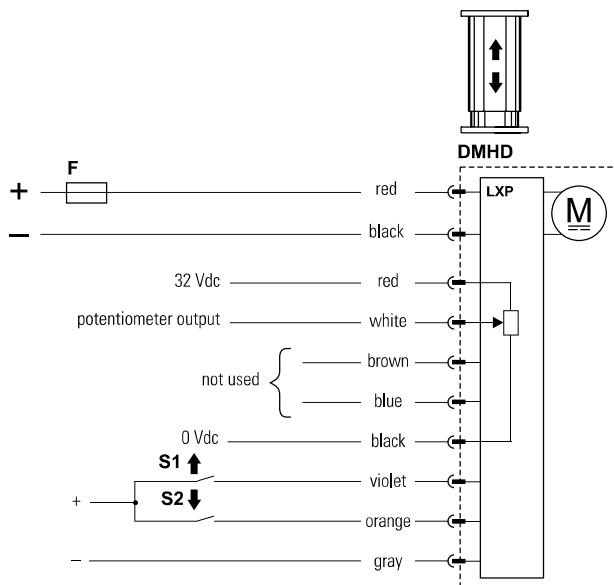 DMHD
F
+ red LXP
M
− black
32 Vdc red
potentiometer output white
brown
not used
blue
0 Vdc black
S1
violet
S2
+
orange
− gray